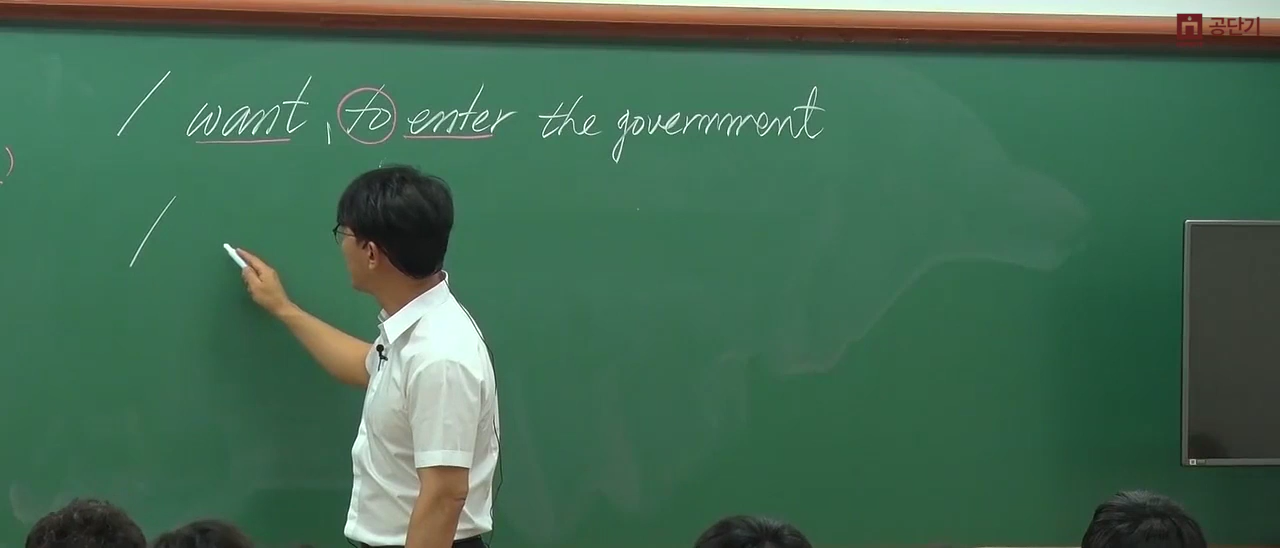 공단기
I want, to enter the government
I